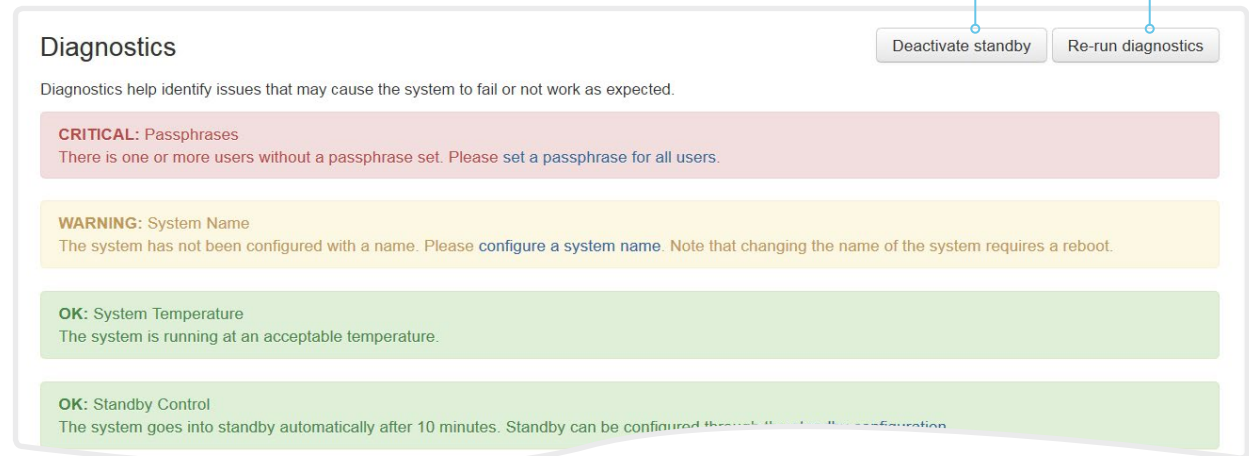 Diagnostics
Deactivate standby
Re-run diagnostics
Diagnostics help identify issues that may cause the system to fail or not work as expected.
CRITICAL: Passphrases
There is one or more users without a passphrase set. Please set a passphrase for all users.
WARNING: System Name
The system has not been configured with a name. Please configure a system name. Note that changing the name of the system requires a reboot.
OK: System Temperature
The system is running at an acceptable temperature.
OK: Standby Control
The system goes into standby automatically after 10 minutes. Standby can be configured through the standby configuration